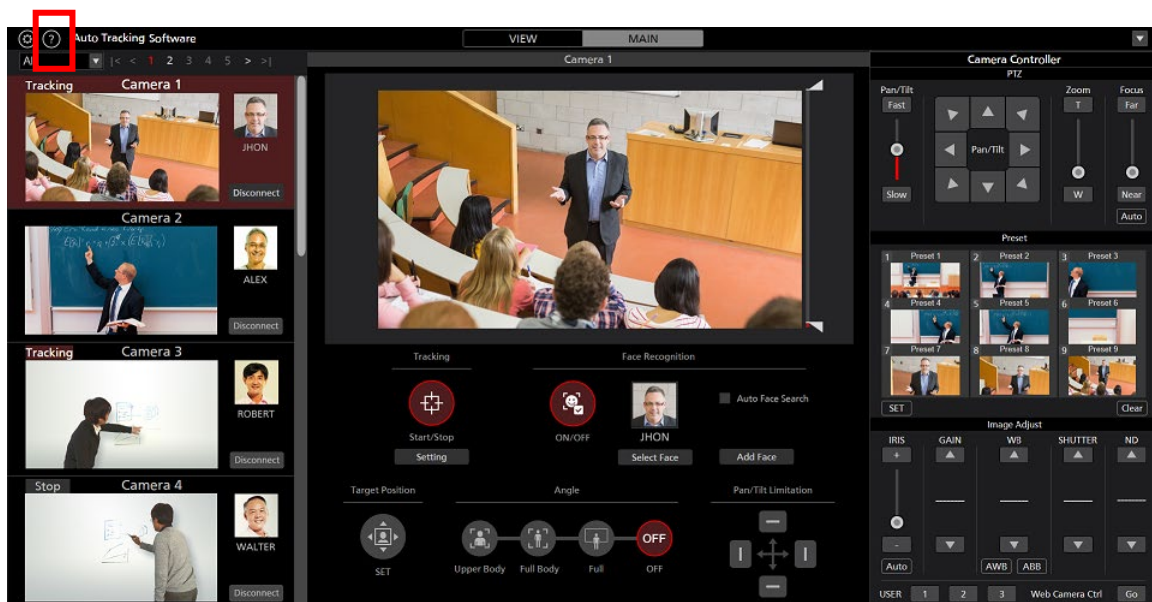 ? Auto Tracking Software
VIEW MAIN
|< < 1 2 3 4 5 > >|
Tracking Camera 1
JHON
Disconnect
Camera 2
ALEX
Disconnect
Tracking Camera 3
ROBERT
Disconnect
Stop Camera 4
WALTER
Disconnect
Camera 1
Tracking
Face Recognition
Start/Stop
Setting
ON/OFF
JHON
Select Face
Auto Face Search
Add Face
Target Position
Angle
Pan/Tilt Limitation
SET
Upper Body
Full Body
Full
OFF
OFF
Camera Controller
PTZ
Pan/Tilt
Fast
Slow
Pan/Tilt
Zoom
T
W
Focus
Far
Near
Auto
Preset
1 Preset 1
2 Preset 2
3 Preset 3
4 Preset 4
5 Preset 5
6 Preset 6
7 Preset 7
8 Preset 8
9 Preset 9
SET
Clear
Image Adjust
IRIS GAIN WB SHUTTER ND
+
-
Auto
AWB ABB
USER 1 2 3 Web Camera Ctrl Go